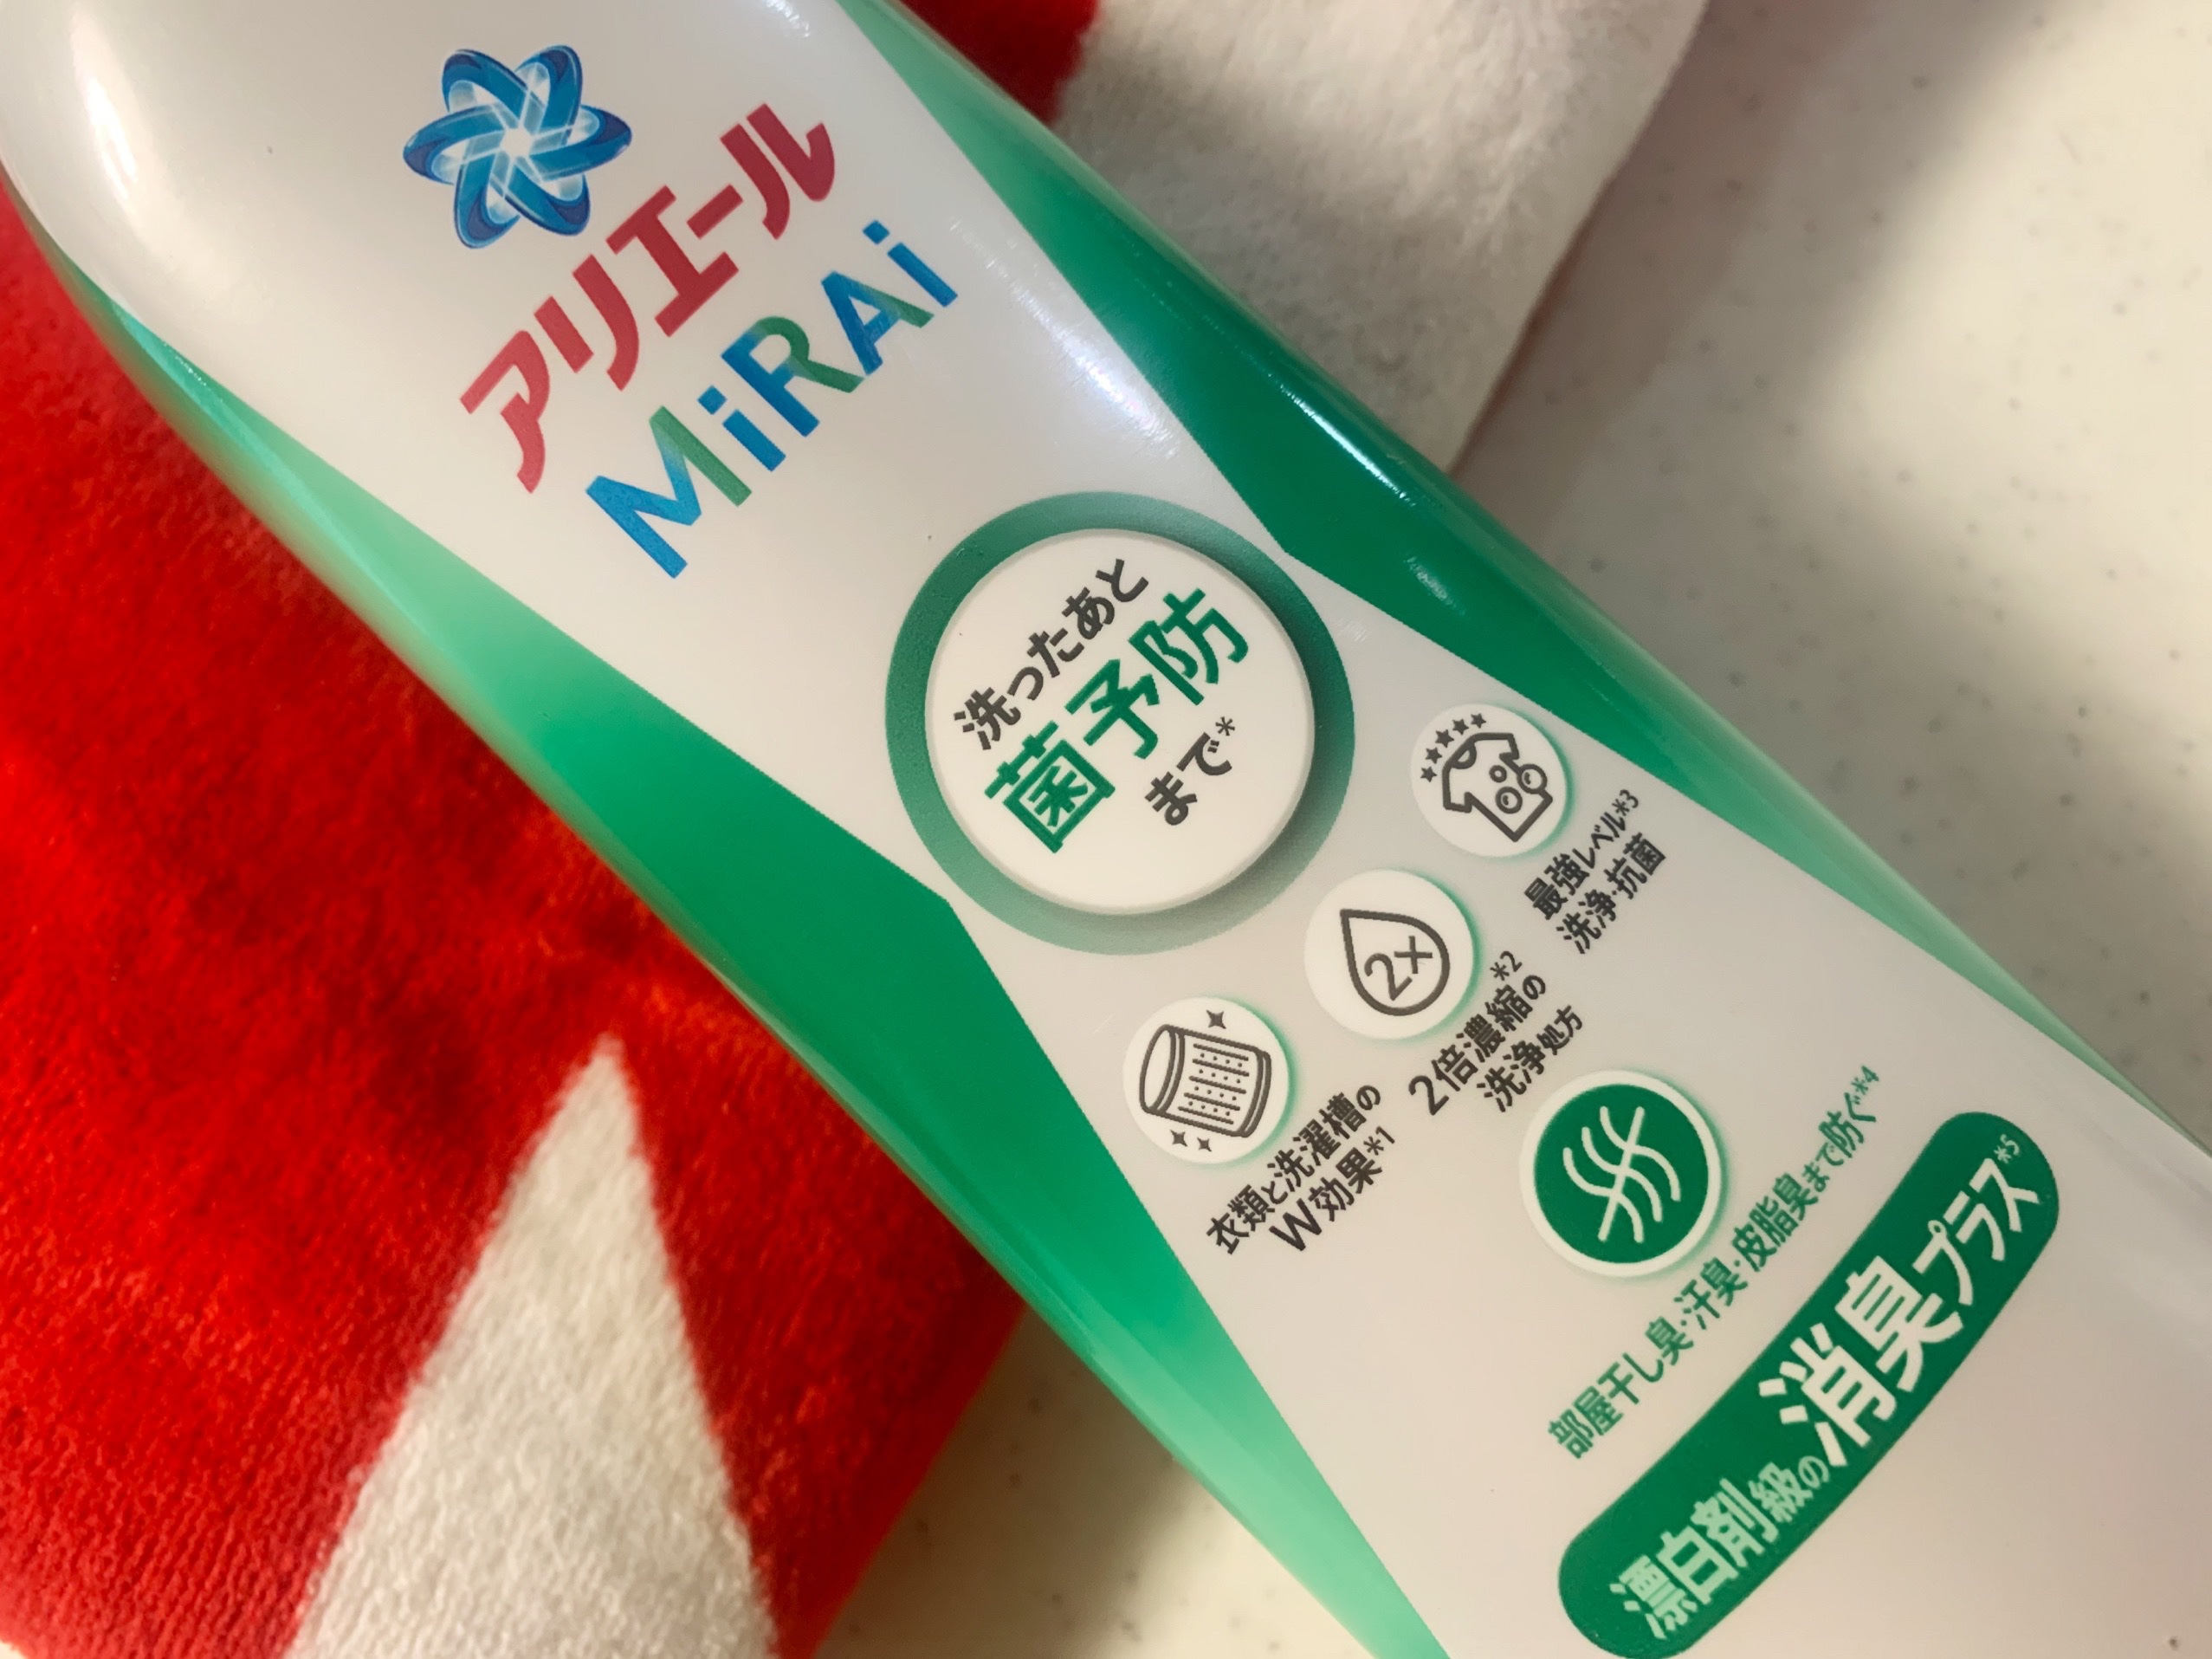 アリエール
MiRAi
洗ったあと
菌予防
まで*
最強レベル*3
洗浄・抗菌
2x
2倍濃縮の*2
洗浄処方
衣類と洗濯槽の
W効果*1
部屋干し臭・汗臭・皮脂臭まで防ぐ*4
漂白剤級の消臭プラス*5